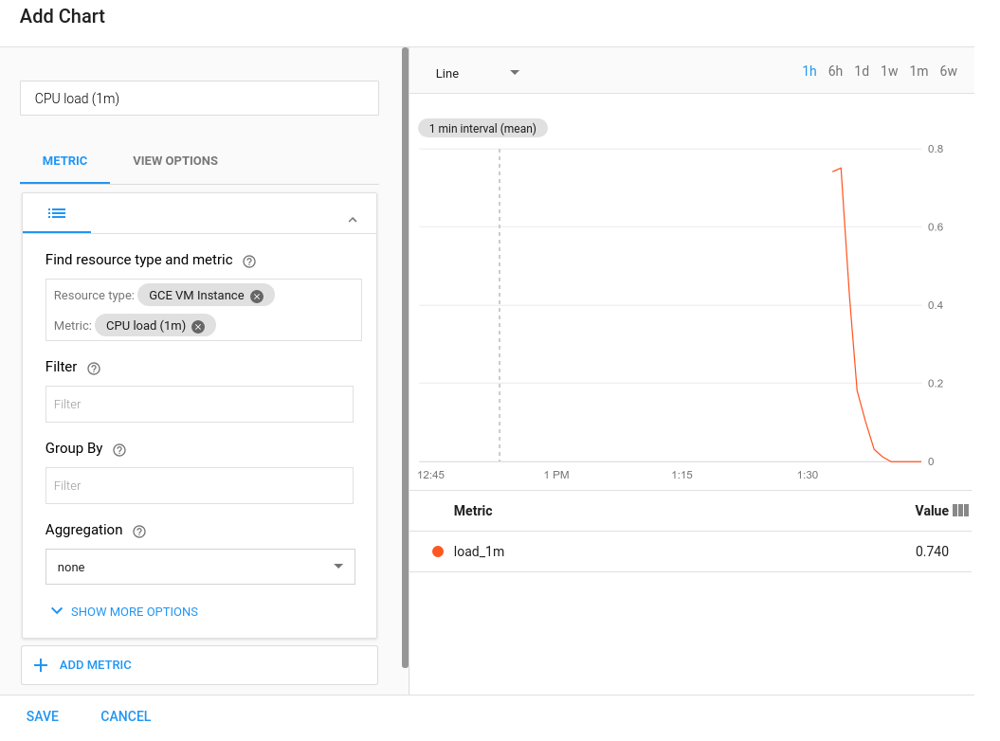 Add Chart
CPU load (1m)
METRIC VIEW OPTIONS
Find resource type and metric ?
Resource type: GCE VM Instance
Metric: CPU load (1m)
Filter ?
Filter
Group By ?
Filter
Aggregation ?
none
SHOW MORE OPTIONS
ADD METRIC
SAVE CANCEL
Line 1h 6h 1d 1w 1m 6w
1 min interval (mean)
0.8
0.6
0.4
0.2
0
12:45 1 PM 1:15 1:30
Metric Value
load_1m 0.740